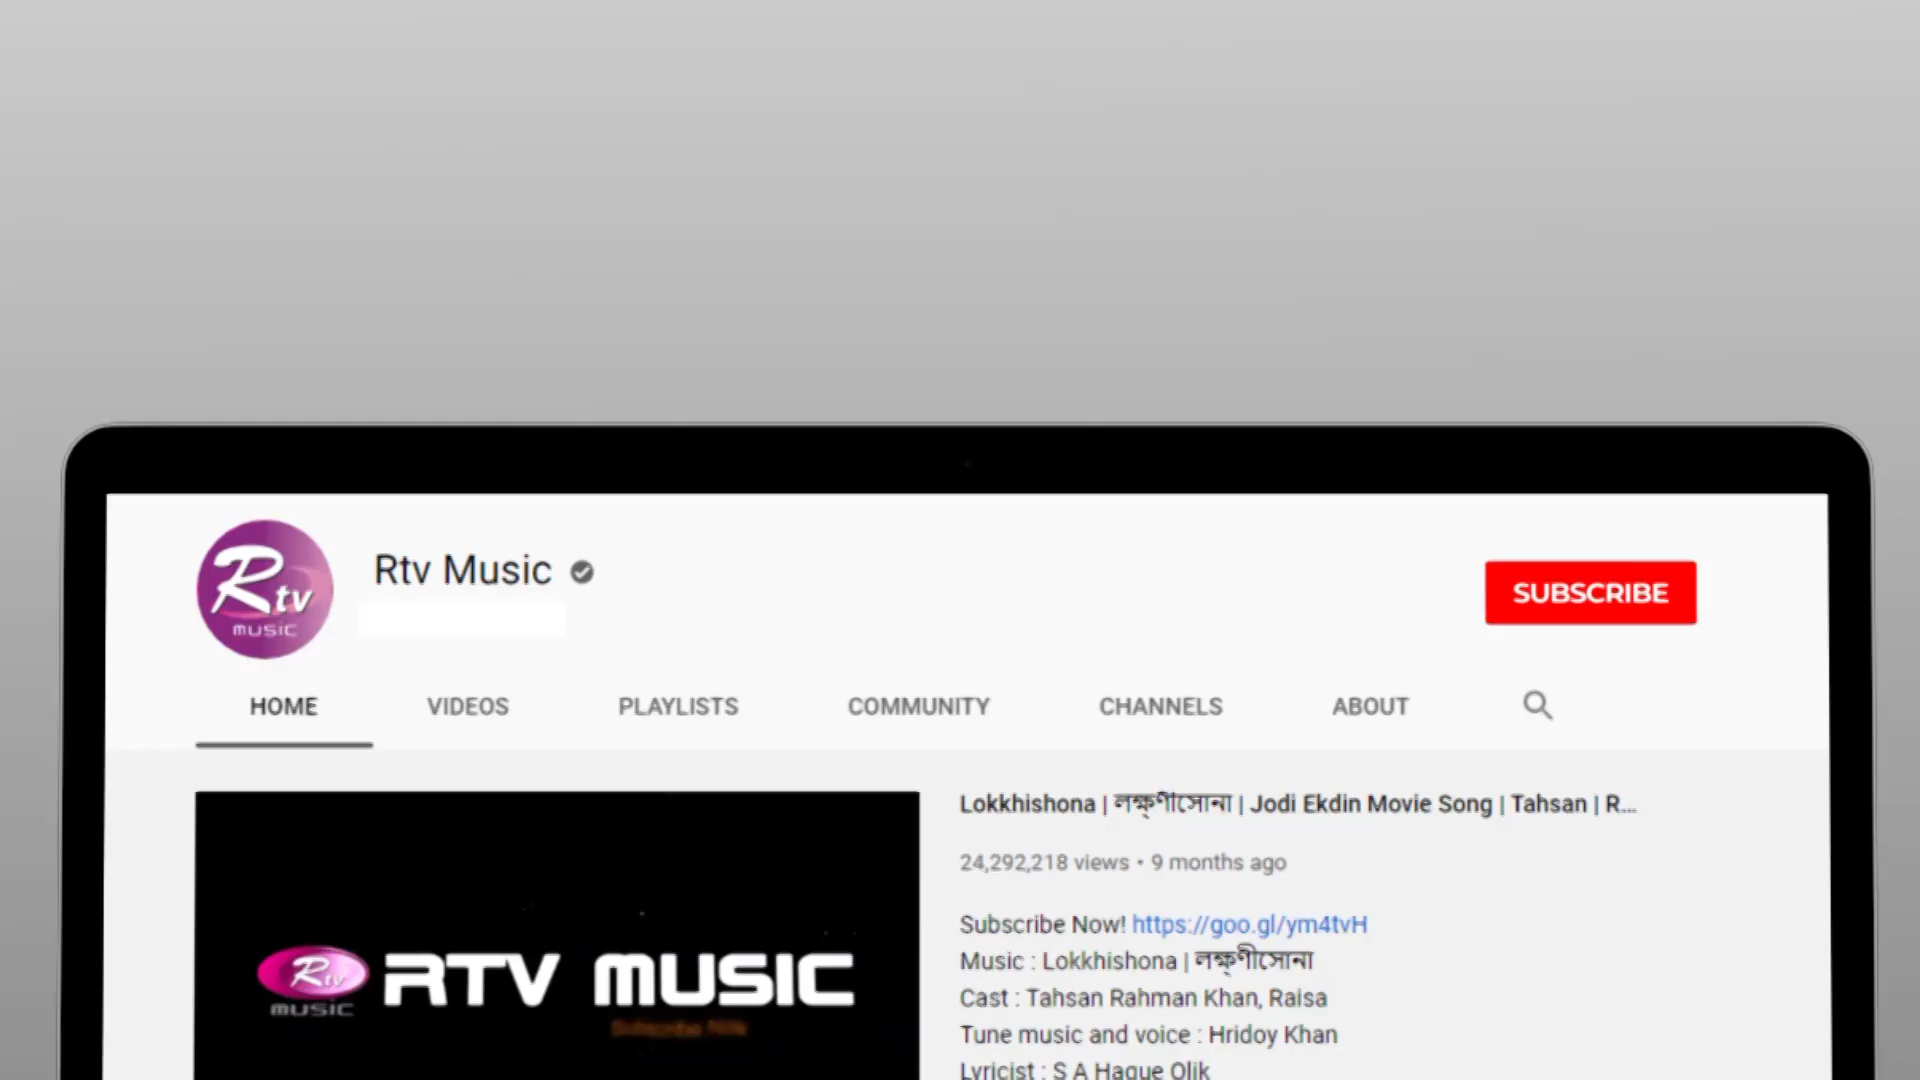 Rtv
MUSIC
Rtv Music
SUBSCRIBE
HOME VIDEOS PLAYLISTS COMMUNITY CHANNELS ABOUT
Lokkhishona | লক্ষ্ণীসোনা | Jodi Ekdin Movie Song | Tahsan | R...
24,292,218 views • 9 months ago
Subscribe Now! https://goo.gl/ym4tvH
Music : Lokkhishona | লক্ষ্ণীসোনা
Cast : Tahsan Rahman Khan, Raisa
Tune music and voice : Hridoy Khan
Lyricist : S A Haque Olik
Rtv
MUSIC
RTV MUSIC